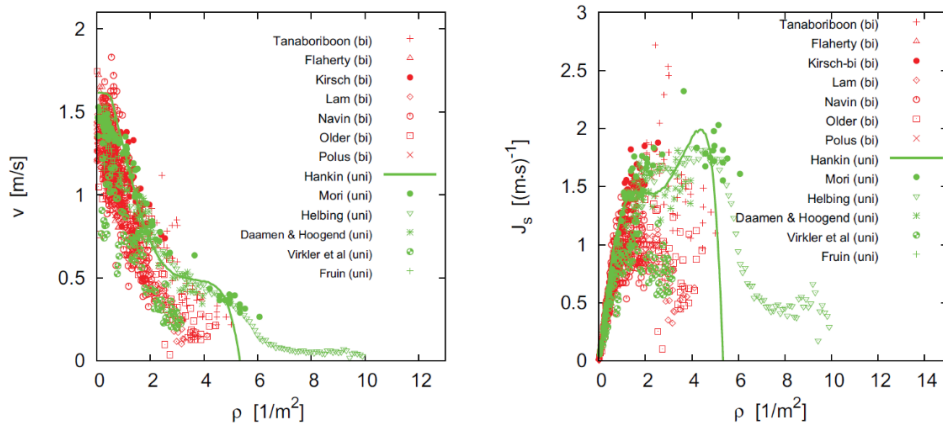 2
1.5
1
0.5
0
v [m/s]
0 2 4 6 8 10 12
ρ [1/m²]
Tanaboriboon (bi)
Flaherty (bi)
Kirsch (bi)
Lam (bi)
Navin (bi)
Older (bi)
Polus (bi)
Hankin (uni)
Mori (uni)
Helbing (uni)
Daamen & Hoogend (uni)
Virkler et al (uni)
Fruin (uni)
3
2.5
2
1.5
1
0.5
0
Js [(m·s)⁻¹]
0 2 4 6 8 10 12 14
ρ [1/m²]
Tanaboriboon (bi)
Flaherty (bi)
Kirsch-bi (bi)
Lam (bi)
Navin (bi)
Older (bi)
Polus (bi)
Hankin (uni)
Mori (uni)
Helbing (uni)
Daamen & Hoogend (uni)
Virkler et al (uni)
Fruin (uni)